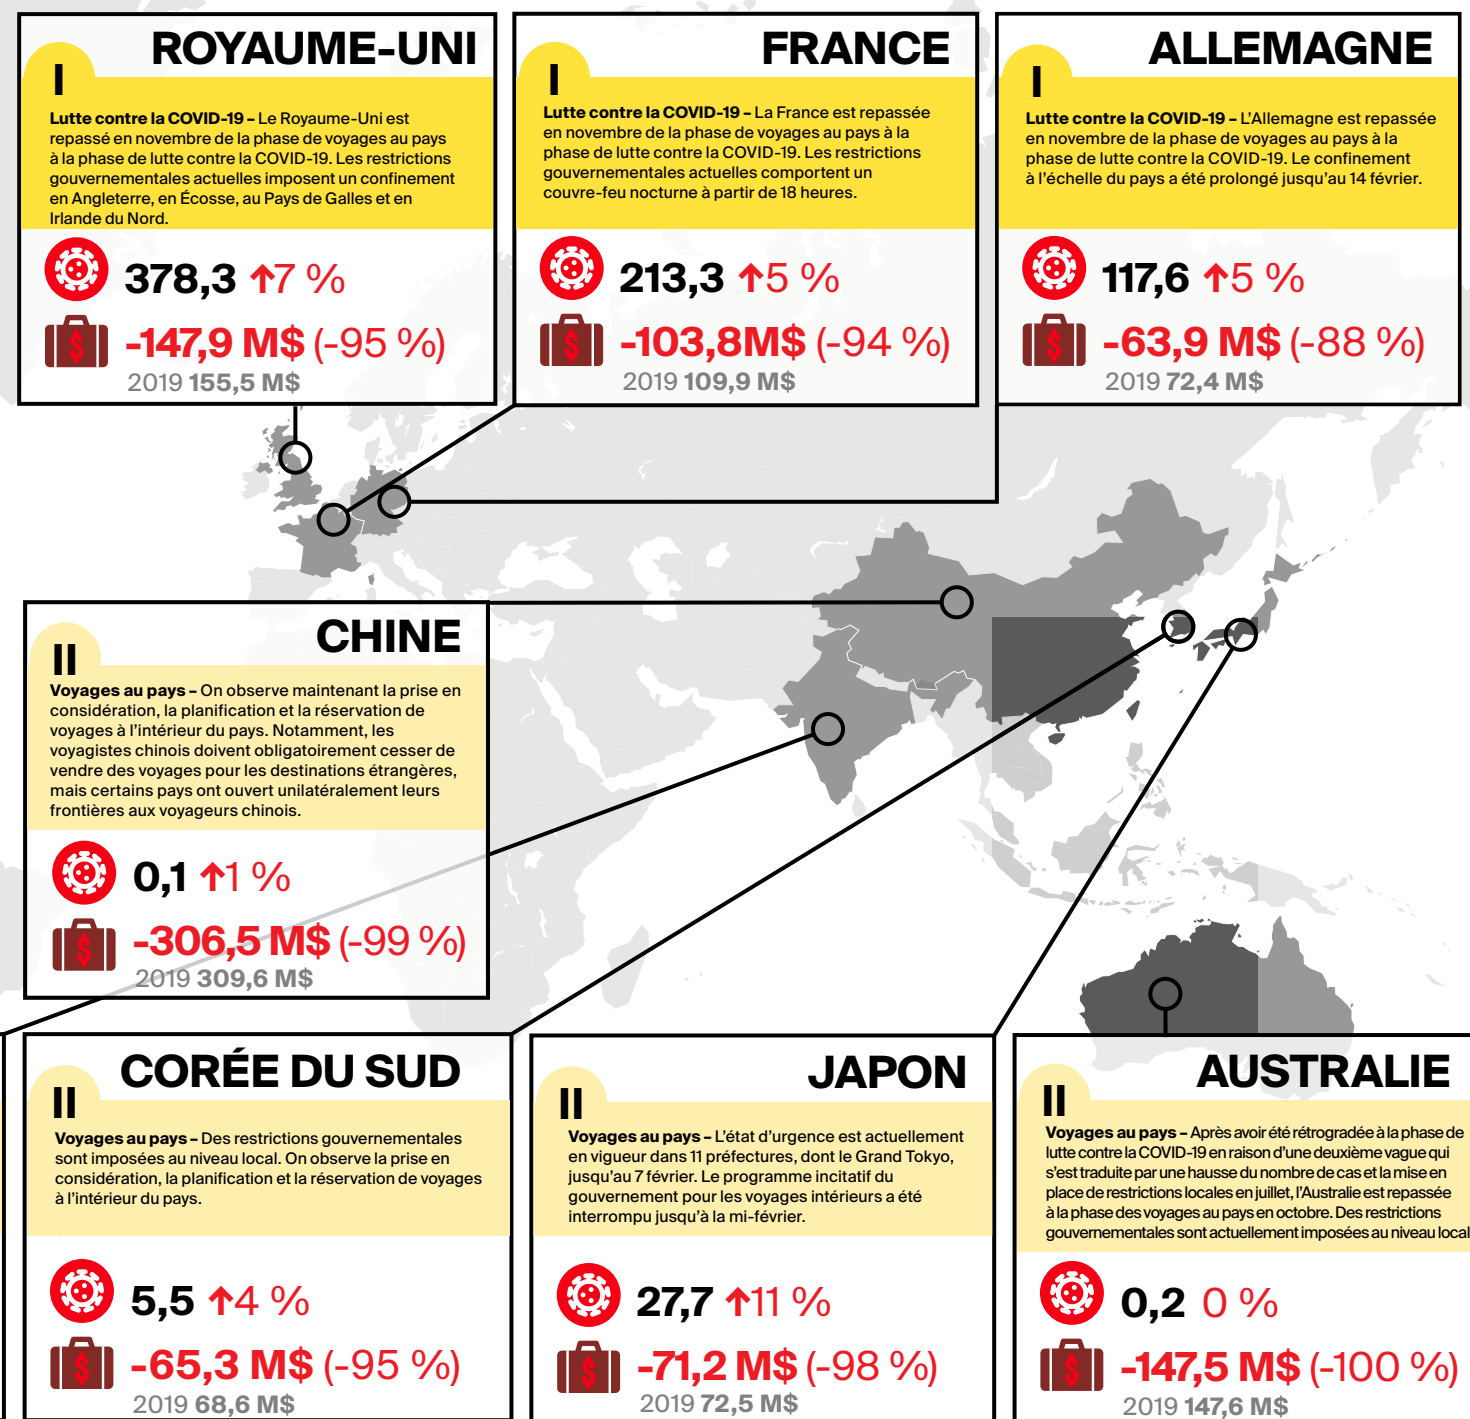 ROYAUME-UNI
I
Lutte contre la COVID-19 – Le Royaume-Uni est
repassé en novembre de la phase de voyages au pays
à la phase de lutte contre la COVID-19. Les restrictions
gouvernementales actuelles imposent un confinement
en Angleterre, en Écosse, au Pays de Galles et en
Irlande du Nord.
378,3 ↑7 %
$ -147,9 M$ (-95 %)
2019 155,5 M$
FRANCE
I
Lutte contre la COVID-19 – La France est repassée
en novembre de la phase de voyages au pays à la
phase de lutte contre la COVID-19. Les restrictions
gouvernementales actuelles comportent un
couvre-feu nocturne à partir de 18 heures.
213,3 ↑5 %
$ -103,8M$ (-94 %)
2019 109,9 M$
ALLEMAGNE
I
Lutte contre la COVID-19 – L'Allemagne est repassée
en novembre de la phase de voyages au pays à la
phase de lutte contre la COVID-19. Le confinement
à l'échelle du pays a été prolongé jusqu'au 14 février.
117,6 ↑5 %
$ -63,9 M$ (-88 %)
2019 72,4 M$
CHINE
II
Voyages au pays – On observe maintenant la prise en
considération, la planification et la réservation de
voyages à l'intérieur du pays. Notamment, les
voyagistes chinois doivent obligatoirement cesser de
vendre des voyages pour les destinations étrangères,
mais certains pays ont ouvert unilatéralement leurs
frontières aux voyageurs chinois.
0,1 ↑1 %
$ -306,5 M$ (-99 %)
2019 309,6 M$
CORÉE DU SUD
II
Voyages au pays – Des restrictions gouvernementales
sont imposées au niveau local. On observe la prise en
considération, la planification et la réservation de voyages
à l'intérieur du pays.
5,5 ↑4 %
$ -65,3 M$ (-95 %)
2019 68,6 M$
JAPON
II
Voyages au pays – L'état d'urgence est actuellement
en vigueur dans 11 préfectures, dont le Grand Tokyo,
jusqu'au 7 février. Le programme incitatif du
gouvernement pour les voyages intérieurs a été
interrompu jusqu'à la mi-février.
27,7 ↑11 %
$ -71,2 M$ (-98 %)
2019 72,5 M$
AUSTRALIE
II
Voyages au pays – Après avoir été rétrogradée à la phase de
lutte contre la COVID-19 en raison d'une deuxième vague qui
s'est traduite par une hausse du nombre de cas et la mise en
place de restrictions locales en juillet, l'Australie est repassée
à la phase des voyages au pays en octobre. Des restrictions
gouvernementales sont actuellement imposées au niveau local
0,2 0 %
$ -147,5 M$ (-100 %)
2019 147,6 M$